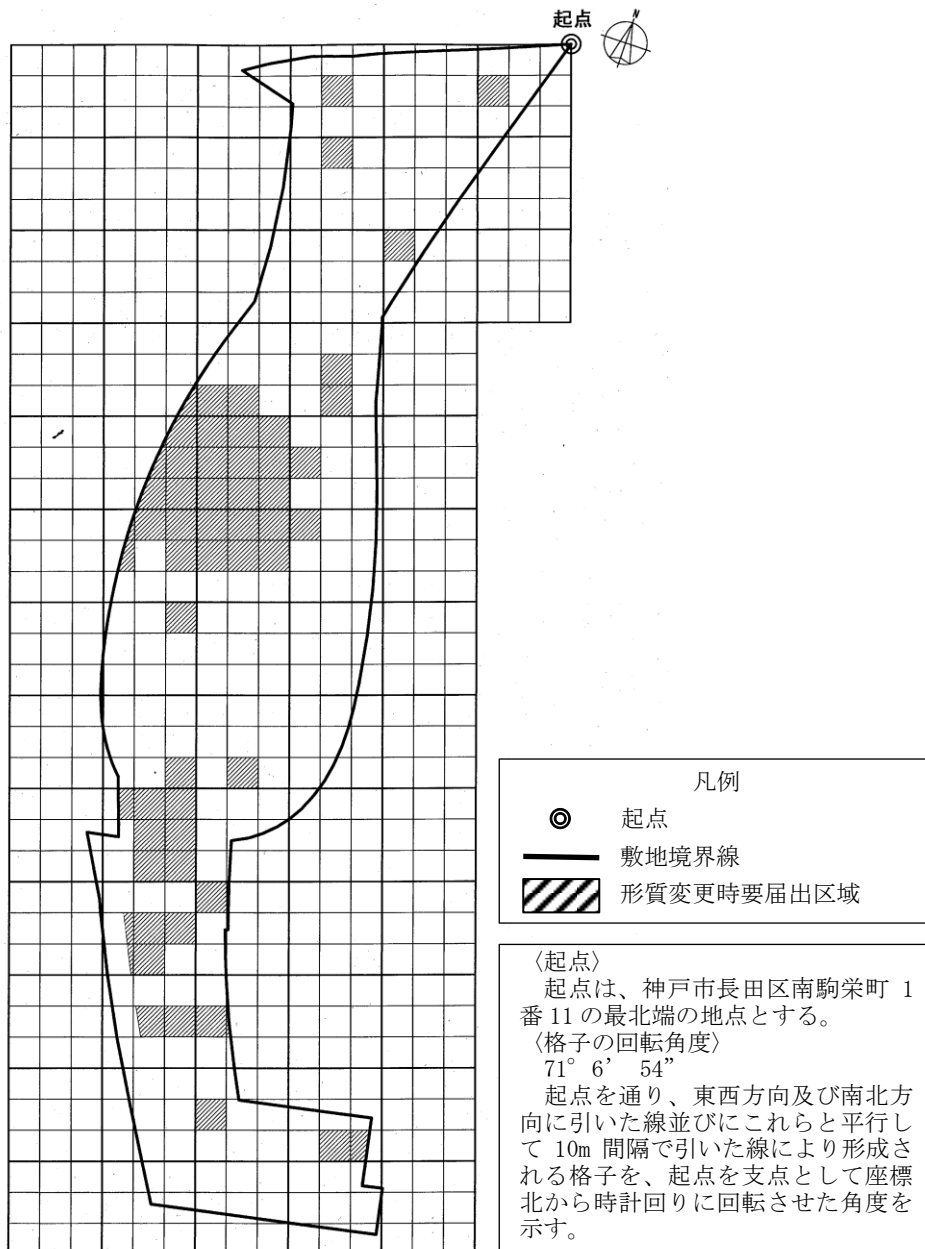 起点
N
凡例
起点
敷地境界線
形質変更時要届出区域
〈起点〉
起点は、神戸市長田区南駒栄町 1
番 11 の最北端の地点とする。
〈格子の回転角度〉
71° 6’ 54”
起点を通り、東西方向及び南北方
向に引いた線並びにこれらと平行し
て 10m 間隔で引いた線により形成さ
れる格子を、起点を支点として座標
北から時計回りに回転させた角度を
示す。